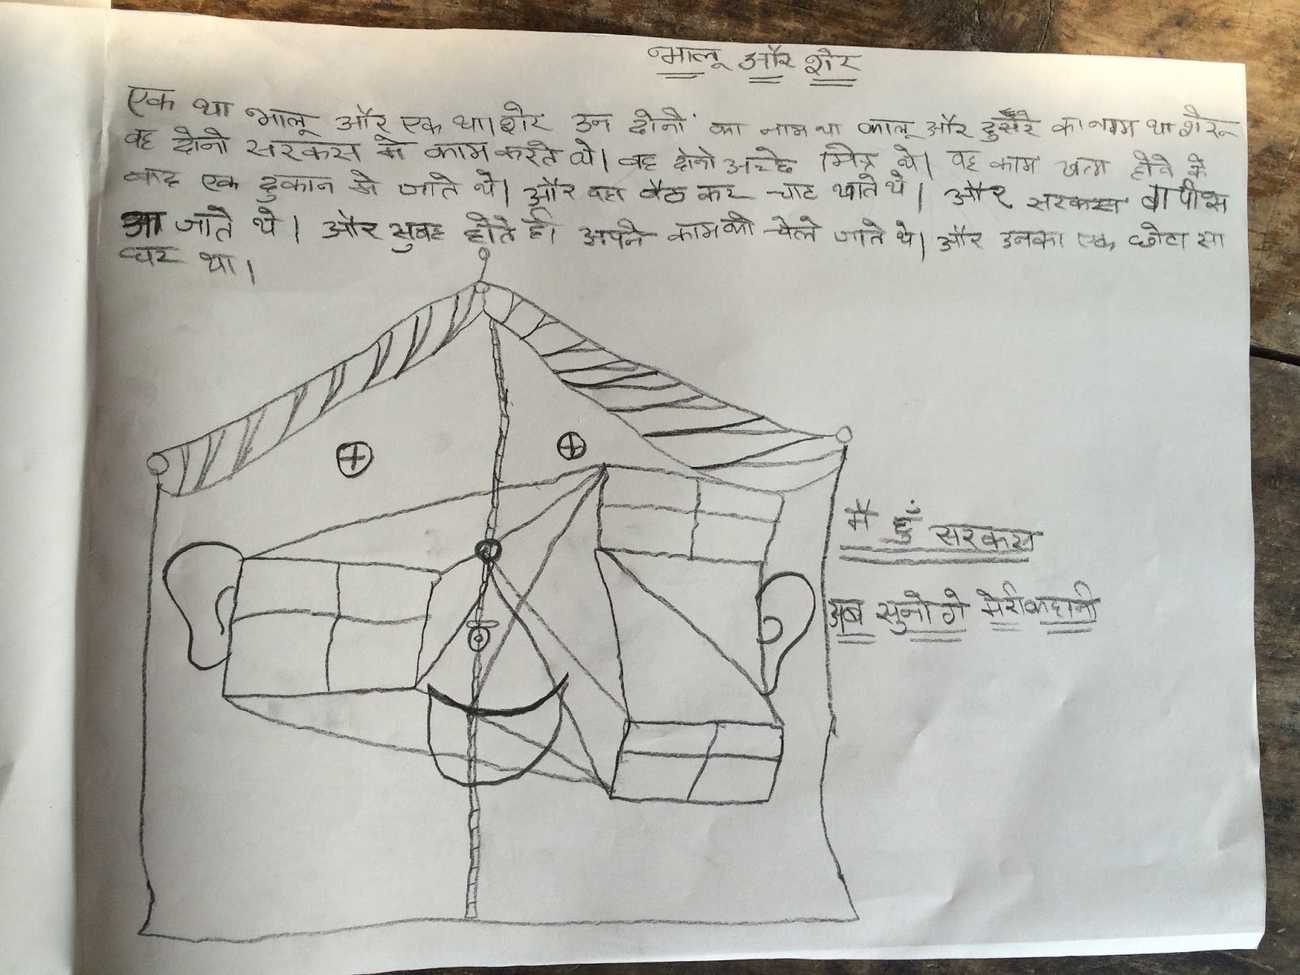 भालू और शेर
एक था भालू और एक था। शेर उन दोनों का नाम था कालू और दुसरे का नाम था शेरू
वह दोनो सरकस मे काम करते थे। वह दोनो अच्छे मित्र थे। वह काम खत्म होने के
बाद एक दुकान मे जाते थे। और वहा बैठ कर चाट खाते थे। और सरकस वापीस
आ जाते थे। और सुबह होते ही अपने काम को चले जाते थे। और उनका एक छोटा सा
घर था।
मै हुं सरकस
अब सुनो गे मेरी कहानी